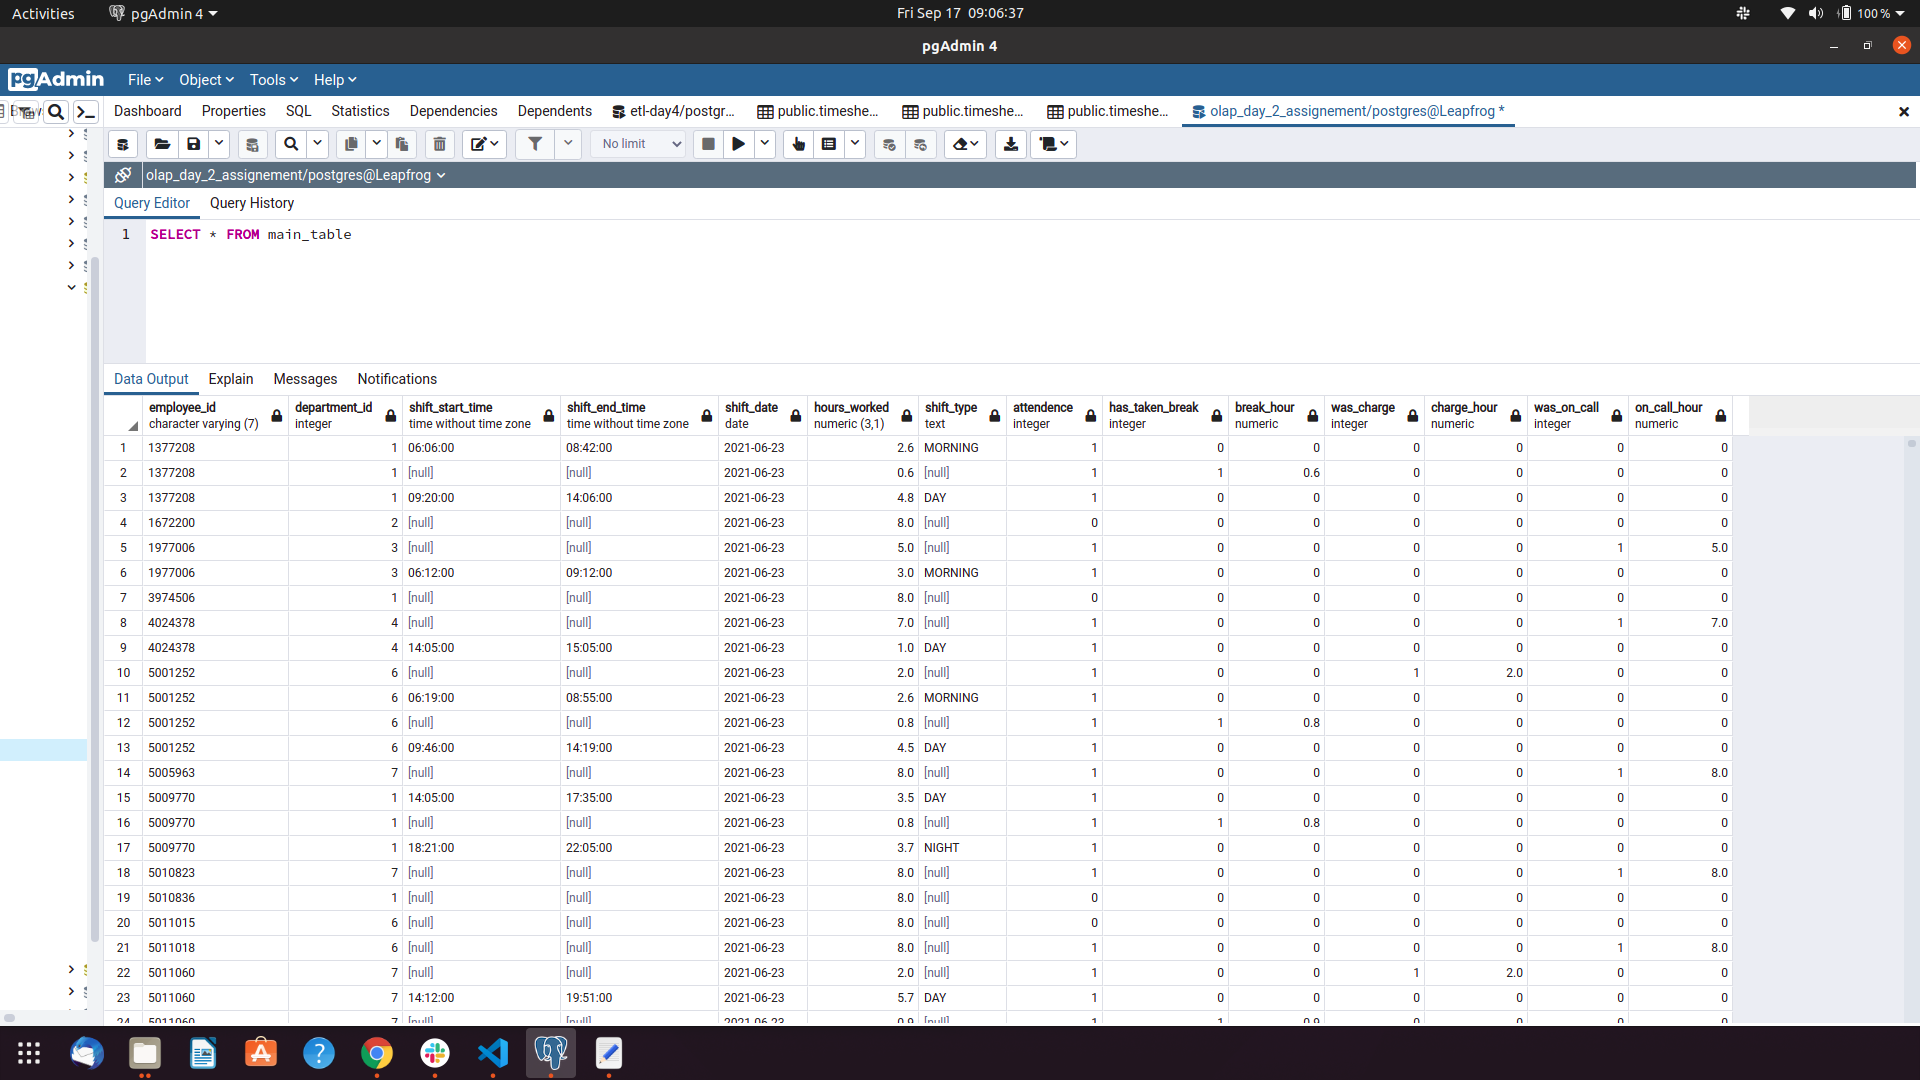 Activities pgAdmin 4 Fri Sep 17 09:06:37 100 %
pgAdmin 4
pgAdmin File Object Tools Help
Dashboard Properties SQL Statistics Dependencies Dependents etl-day4/postgr... public.timeshe... public.timeshe... public.timeshe... olap_day_2_assignement/postgres@Leapfrog *
No limit
olap_day_2_assignement/postgres@Leapfrog
Query Editor Query History
1 SELECT * FROM main_table
Data Output Explain Messages Notifications
employee_id department_id shift_start_time shift_end_time shift_date hours_worked shift_type attendence has_taken_break break_hour was_charge charge_hour was_on_call on_call_hour
character varying (7) integer time without time zone time without time zone date numeric (3,1) text integer integer numeric integer numeric integer numeric
1 1377208 1 06:06:00 08:42:00 2021-06-23 2.6 MORNING 1 0 0 0 0 0 0
2 1377208 1 [null] [null] 2021-06-23 0.6 [null] 1 1 0.6 0 0 0 0
3 1377208 1 09:20:00 14:06:00 2021-06-23 4.8 DAY 1 0 0 0 0 0 0
4 1672200 2 [null] [null] 2021-06-23 8.0 [null] 0 0 0 0 0 0 0
5 1977006 3 [null] [null] 2021-06-23 5.0 [null] 1 0 0 0 0 1 5.0
6 1977006 3 06:12:00 09:12:00 2021-06-23 3.0 MORNING 1 0 0 0 0 0 0
7 3974506 1 [null] [null] 2021-06-23 8.0 [null] 0 0 0 0 0 0 0
8 4024378 4 [null] [null] 2021-06-23 7.0 [null] 1 0 0 0 0 1 7.0
9 4024378 4 14:05:00 15:05:00 2021-06-23 1.0 DAY 1 0 0 0 0 0 0
10 5001252 6 [null] [null] 2021-06-23 2.0 [null] 1 0 0 1 2.0 0 0
11 5001252 6 06:19:00 08:55:00 2021-06-23 2.6 MORNING 1 0 0 0 0 0 0
12 5001252 6 [null] [null] 2021-06-23 0.8 [null] 1 1 0.8 0 0 0 0
13 5001252 6 09:46:00 14:19:00 2021-06-23 4.5 DAY 1 0 0 0 0 0 0
14 5005963 7 [null] [null] 2021-06-23 8.0 [null] 1 0 0 0 0 1 8.0
15 5009770 1 14:05:00 17:35:00 2021-06-23 3.5 DAY 1 0 0 0 0 0 0
16 5009770 1 [null] [null] 2021-06-23 0.8 [null] 1 1 0.8 0 0 0 0
17 5009770 1 18:21:00 22:05:00 2021-06-23 3.7 NIGHT 1 0 0 0 0 0 0
18 5010823 7 [null] [null] 2021-06-23 8.0 [null] 1 0 0 0 0 1 8.0
19 5010836 1 [null] [null] 2021-06-23 8.0 [null] 0 0 0 0 0 0 0
20 5011015 6 [null] [null] 2021-06-23 8.0 [null] 0 0 0 0 0 0 0
21 5011018 6 [null] [null] 2021-06-23 8.0 [null] 1 0 0 0 0 1 8.0
22 5011060 7 [null] [null] 2021-06-23 2.0 [null] 1 0 0 1 2.0 0 0
23 5011060 7 14:12:00 19:51:00 2021-06-23 5.7 DAY 1 0 0 0 0 0 0
24 5011060 7 [null] [null] 2021-06-23 0.9 [null] 1 1 0.9 0 0 0 0